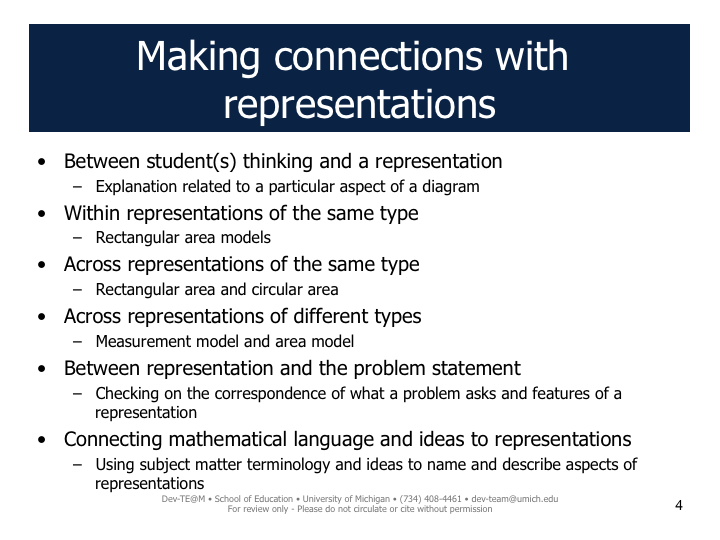 Making connections with
representations
• Between student(s) thinking and a representation
– Explanation related to a particular aspect of a diagram
• Within representations of the same type
– Rectangular area models
• Across representations of the same type
– Rectangular area and circular area
• Across representations of different types
– Measurement model and area model
• Between representation and the problem statement
– Checking on the correspondence of what a problem asks and features of a
representation
• Connecting mathematical language and ideas to representations
– Using subject matter terminology and ideas to name and describe aspects of
representations
Dev-TE@M • School of Education • University of Michigan • (734) 408-4461 • dev-team@umich.edu
For review only - Please do not circulate or cite without permission
4